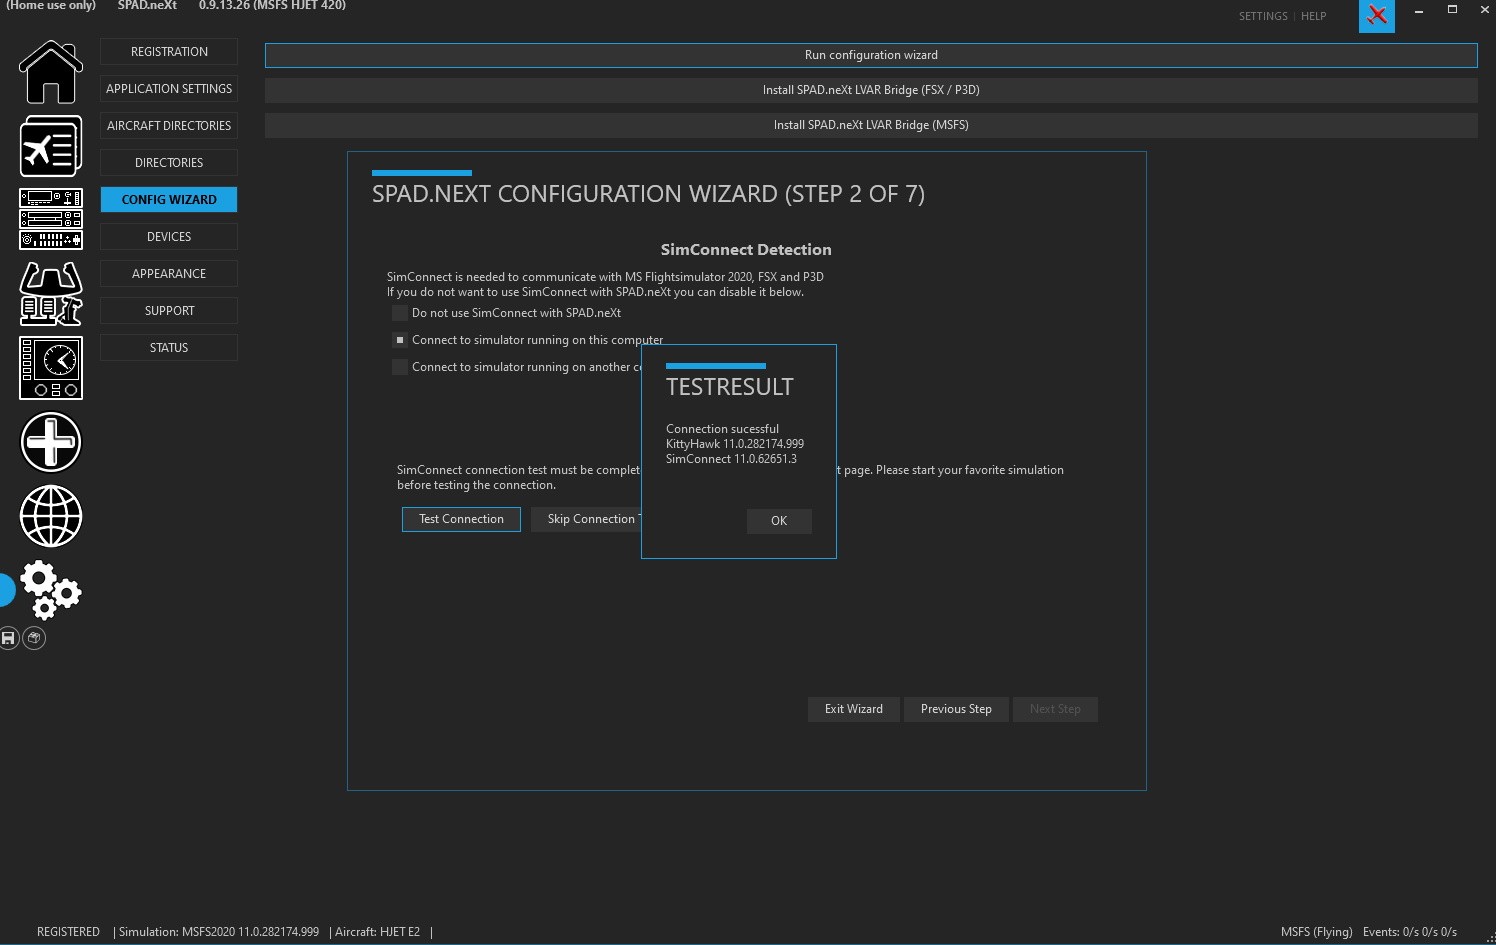 (Home use only) SPAD.neXt 0.9.13.26 (MSFS HJET 420)
SETTINGS | HELP
REGISTRATION
APPLICATION SETTINGS
AIRCRAFT DIRECTORIES
DIRECTORIES
CONFIG WIZARD
DEVICES
APPEARANCE
SUPPORT
STATUS
Run configuration wizard
Install SPAD.neXt LVAR Bridge (FSX / P3D)
Install SPAD.neXt LVAR Bridge (MSFS)
SPAD.NEXT CONFIGURATION WIZARD (STEP 2 OF 7)
SimConnect Detection
SimConnect is needed to communicate with MS Flightsimulator 2020, FSX and P3D
If you do not want to use SimConnect with SPAD.neXt you can disable it below.
Do not use SimConnect with SPAD.neXt
Connect to simulator running on this computer
Connect to simulator running on another c
TESTRESULT
Connection sucessful
KittyHawk 11.0.282174.999
SimConnect 11.0.62651.3
OK
SimConnect connection test must be complet t page. Please start your favorite simulation
before testing the connection.
Test Connection
Skip Connection
Exit Wizard
Previous Step
Next Step
REGISTERED | Simulation: MSFS2020 11.0.282174.999 | Aircraft: HJET E2 |
MSFS (Flying) Events: 0/s 0/s 0/s